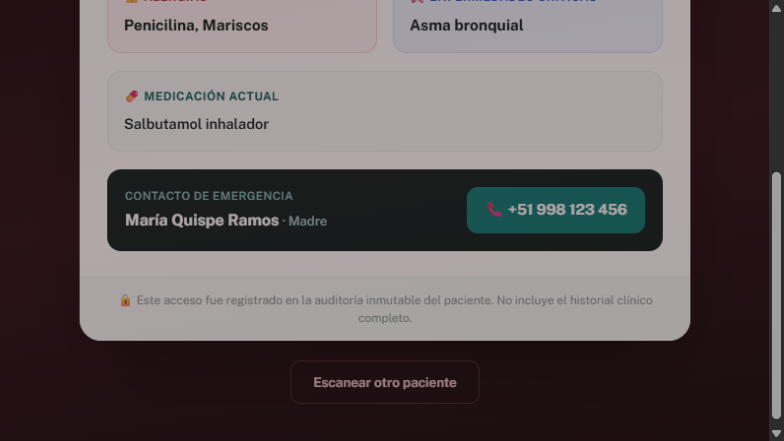 Penicilina, Mariscos
Asma bronquial
MEDICACIÓN ACTUAL
Salbutamol inhalador
CONTACTO DE EMERGENCIA
María Quispe Ramos · Madre
+51 998 123 456
Este acceso fue registrado en la auditoría inmutable del paciente. No incluye el historial clínico
completo.
Escanear otro paciente